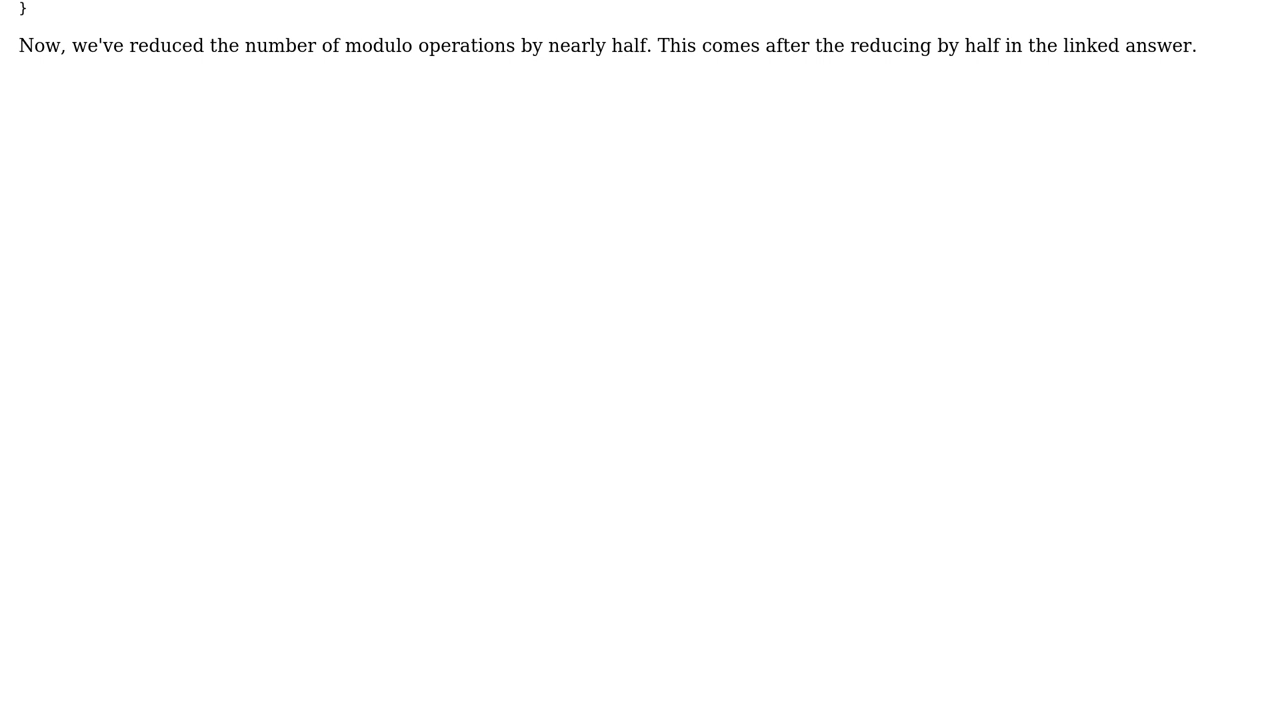 }
Now, we've reduced the number of modulo operations by nearly half. This comes after the reducing by half in the linked answer.